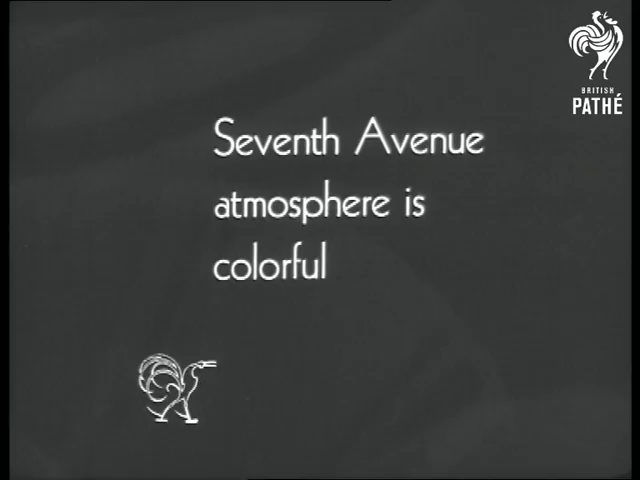 BRITISH
PATHÉ
Seventh Avenue
atmosphere is
colorful